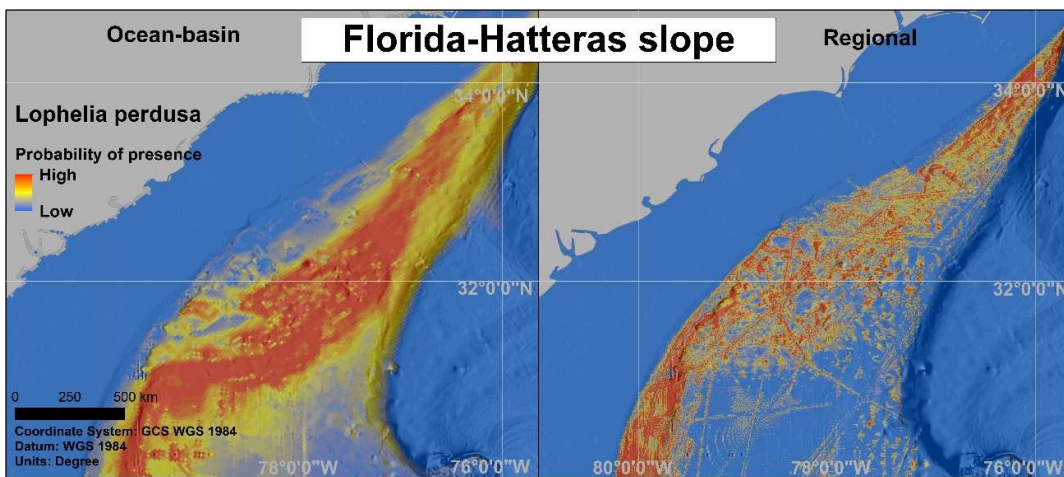 Ocean-basin
Florida-Hatteras slope
Regional
34°0'0"N
34°0'0"N
Lophelia perdusa
Probability of presence
High
Low
32°0'0"N
32°0'0"N
0 250 500 km
Coordinate System: GCS WGS 1984
Datum: WGS 1984
Units: Degree
78°0'0"W
76°0'0"W
80°0'0"W
78°0'0"W
76°0'0"W